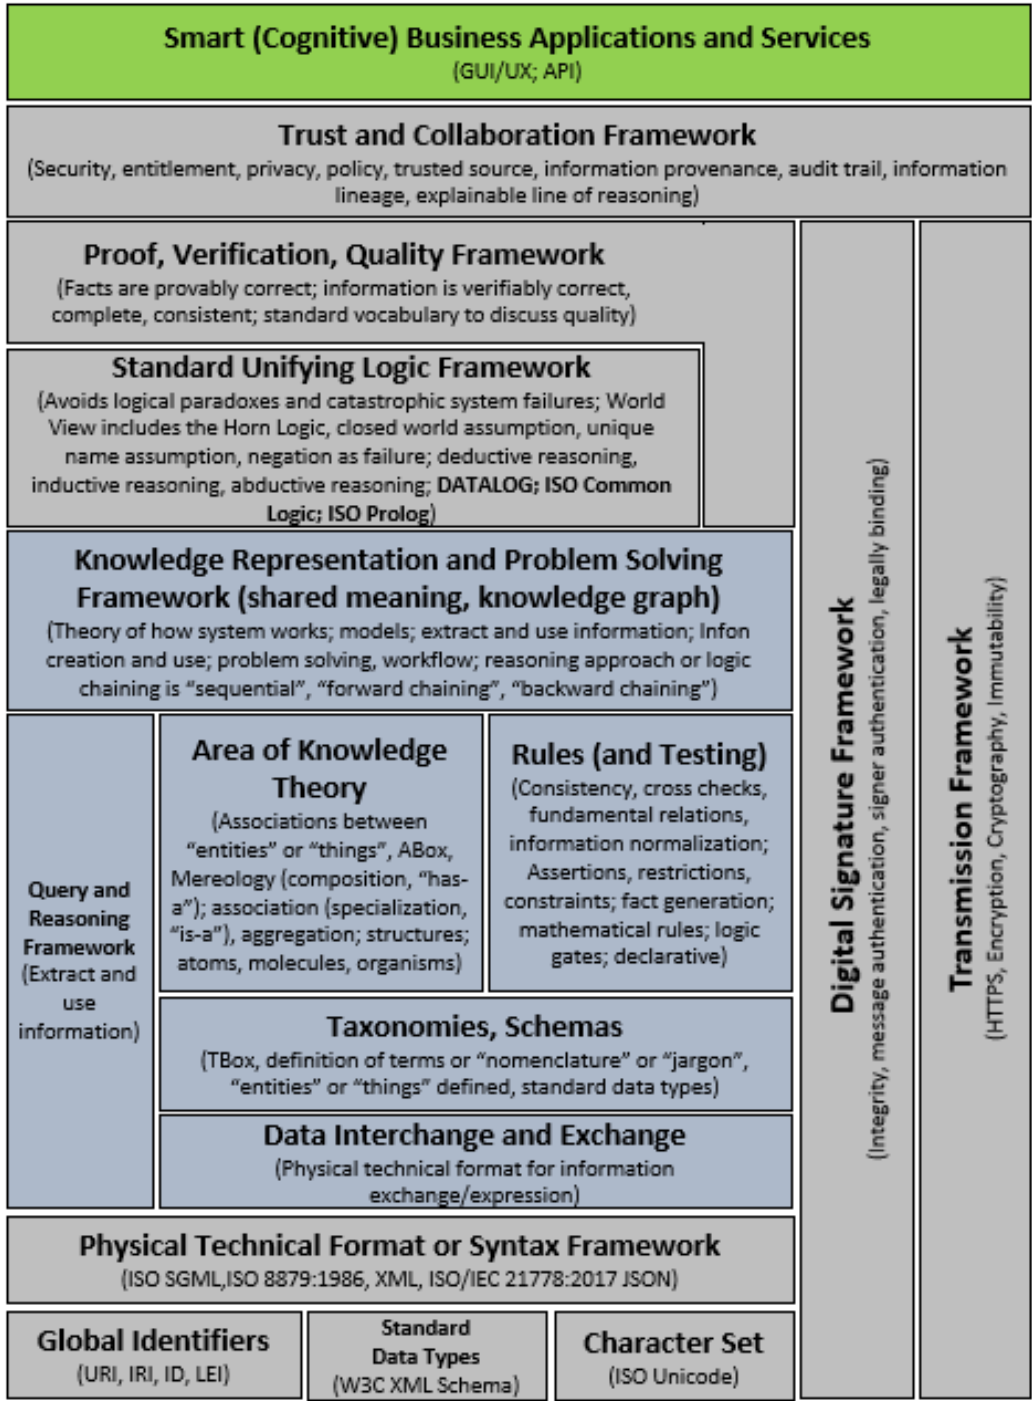 Smart (Cognitive) Business Applications and Services
(GUI/UX; API)
Trust and Collaboration Framework
(Security, entitlement, privacy, policy, trusted source, information provenance, audit trail, information
lineage, explainable line of reasoning)
Proof, Verification, Quality Framework
(Facts are provably correct; information is verifiably correct,
complete, consistent; standard vocabulary to discuss quality)
Standard Unifying Logic Framework
(Avoids logical paradoxes and catastrophic system failures; World
View includes the Horn Logic, closed world assumption, unique
name assumption, negation as failure; deductive reasoning,
inductive reasoning, abductive reasoning; DATALOG; ISO Common
Logic; ISO Prolog)
Knowledge Representation and Problem Solving
Framework (shared meaning, knowledge graph)
(Theory of how system works; models; extract and use information; Infon
creation and use; problem solving, workflow; reasoning approach or logic
chaining is “sequential”, “forward chaining”, “backward chaining”)
Query and
Reasoning
Framework
(Extract and
use
information)
Area of Knowledge
Theory
(Associations between
“entities” or “things”, ABox,
Mereology (composition, “has-
a”); association (specialization,
“is-a”), aggregation; structures;
atoms, molecules, organisms)
Rules (and Testing)
(Consistency, cross checks,
fundamental relations,
information normalization;
Assertions, restrictions,
constraints; fact generation;
mathematical rules; logic
gates; declarative)
Taxonomies, Schemas
(TBox, definition of terms or “nomenclature” or “jargon”,
“entities” or “things” defined, standard data types)
Data Interchange and Exchange
(Physical technical format for information
exchange/expression)
Physical Technical Format or Syntax Framework
(ISO SGML,ISO 8879:1986, XML, ISO/IEC 21778:2017 JSON)
Global Identifiers
(URI, IRI, ID, LEI)
Standard
Data Types
(W3C XML Schema)
Character Set
(ISO Unicode)
Digital Signature Framework
(Integrity, message authentication, signer authentication, legally binding)
Transmission Framework
(HTTPS, Encryption, Cryptography, Immutability)